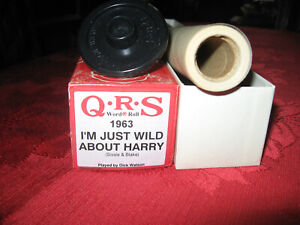 Q·R·S
Word® Roll
1963
I'M JUST WILD
ABOUT HARRY
(Sissle & Blake)
Played by Dick Watson